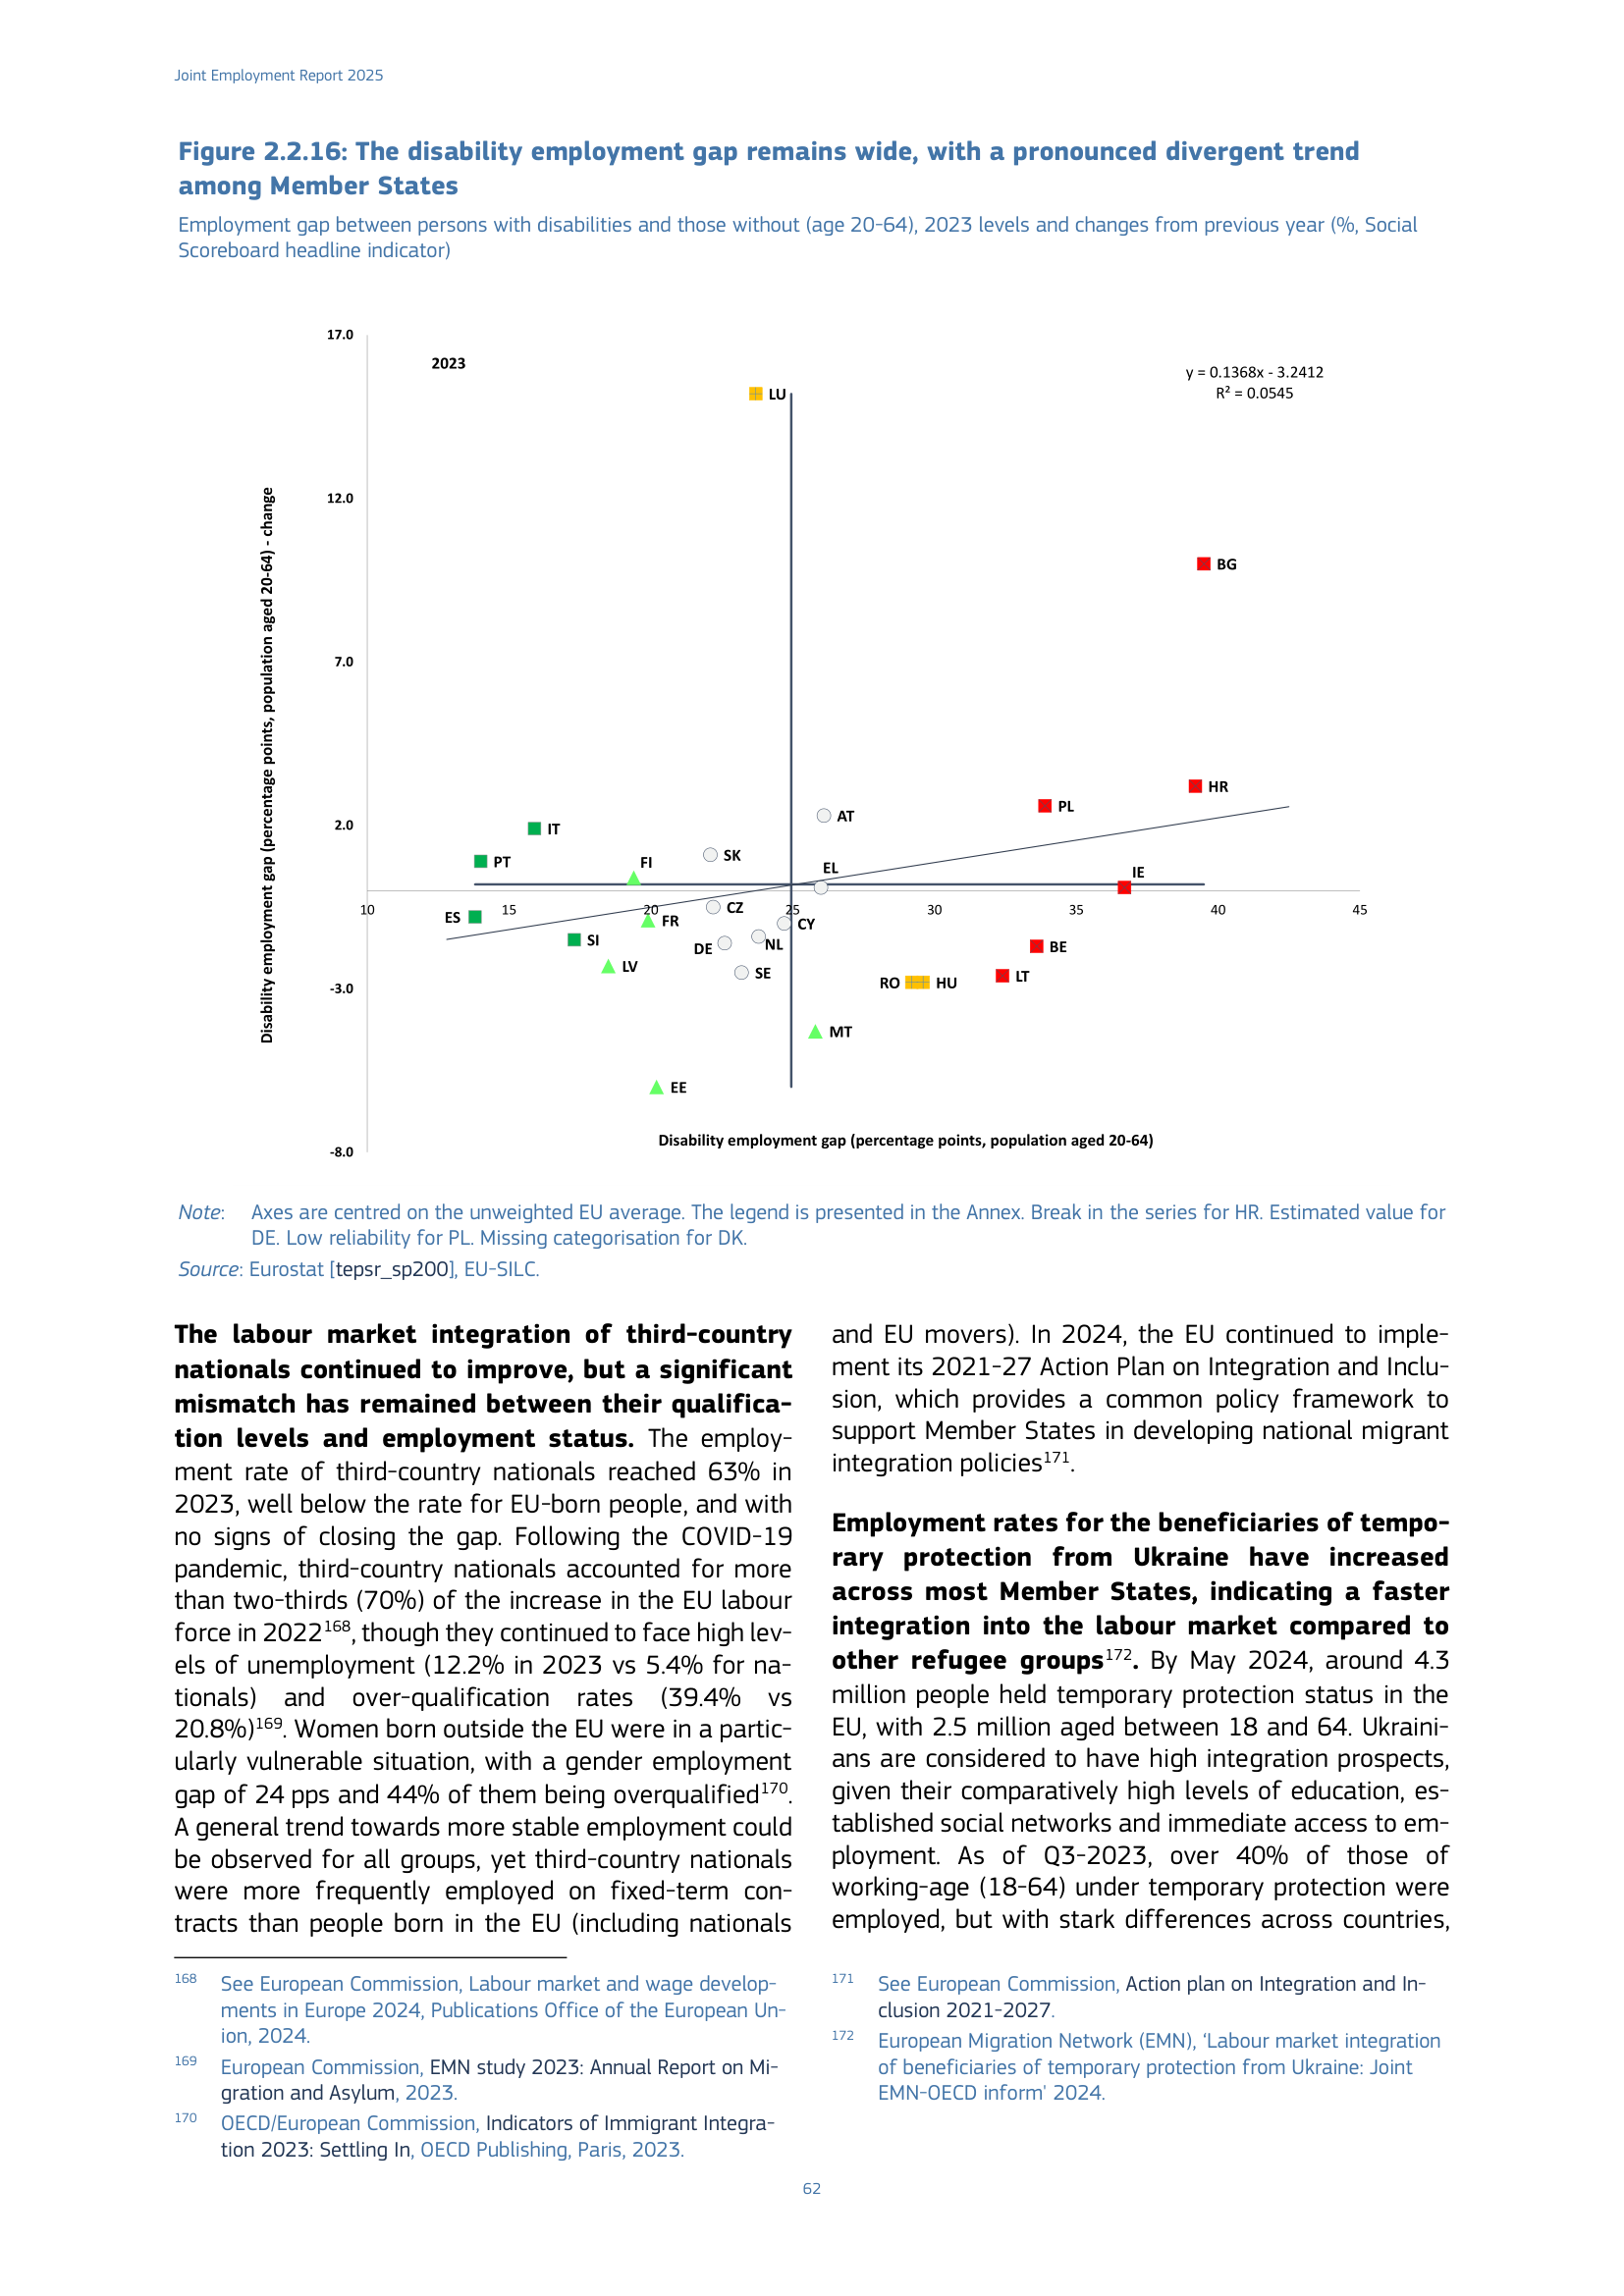 Joint Employment Report 2025
Figure 2.2.16: The disability employment gap remains wide, with a pronounced divergent trend
among Member States
Employment gap between persons with disabilities and those without (age 20-64), 2023 levels and changes from previous year (%, Social
Scoreboard headline indicator)
17.0
2023
y = 0.1368x - 3.2412
R² = 0.0545
LU
12.0
Disability employment gap (percentage points, population aged 20-64) - change
BG
7.0
HR
PL
2.0
AT
IT
SK
PT
FI
EL
IE
10
15
20
25
30
35
40
45
ES
CZ
FR
CY
SI
DE
NL
BE
LV
SE
LT
-3.0
RO
HU
MT
EE
Disability employment gap (percentage points, population aged 20-64)
-8.0
Note: Axes are centred on the unweighted EU average. The legend is presented in the Annex. Break in the series for HR. Estimated value for
DE. Low reliability for PL. Missing categorisation for DK.
Source: Eurostat [tepsr_sp200], EU-SILC.
The labour market integration of third-country
nationals continued to improve, but a significant
mismatch has remained between their qualifica-
tion levels and employment status. The employ-
ment rate of third-country nationals reached 63% in
2023, well below the rate for EU-born people, and with
no signs of closing the gap. Following the COVID-19
pandemic, third-country nationals accounted for more
than two-thirds (70%) of the increase in the EU labour
force in 2022168, though they continued to face high lev-
els of unemployment (12.2% in 2023 vs 5.4% for na-
tionals) and over-qualification rates (39.4% vs
20.8%)169. Women born outside the EU were in a partic-
ularly vulnerable situation, with a gender employment
gap of 24 pps and 44% of them being overqualified170.
A general trend towards more stable employment could
be observed for all groups, yet third-country nationals
were more frequently employed on fixed-term con-
tracts than people born in the EU (including nationals
and EU movers). In 2024, the EU continued to imple-
ment its 2021-27 Action Plan on Integration and Inclu-
sion, which provides a common policy framework to
support Member States in developing national migrant
integration policies171.
Employment rates for the beneficiaries of tempo-
rary protection from Ukraine have increased
across most Member States, indicating a faster
integration into the labour market compared to
other refugee groups172. By May 2024, around 4.3
million people held temporary protection status in the
EU, with 2.5 million aged between 18 and 64. Ukraini-
ans are considered to have high integration prospects,
given their comparatively high levels of education, es-
tablished social networks and immediate access to em-
ployment. As of Q3-2023, over 40% of those of
working-age (18-64) under temporary protection were
employed, but with stark differences across countries,
168 See European Commission, Labour market and wage develop-
ments in Europe 2024, Publications Office of the European Un-
ion, 2024.
169 European Commission, EMN study 2023: Annual Report on Mi-
gration and Asylum, 2023.
170 OECD/European Commission, Indicators of Immigrant Integra-
tion 2023: Settling In, OECD Publishing, Paris, 2023.
171 See European Commission, Action plan on Integration and In-
clusion 2021-2027.
172 European Migration Network (EMN), 'Labour market integration
of beneficiaries of temporary protection from Ukraine: Joint
EMN-OECD inform' 2024.
62